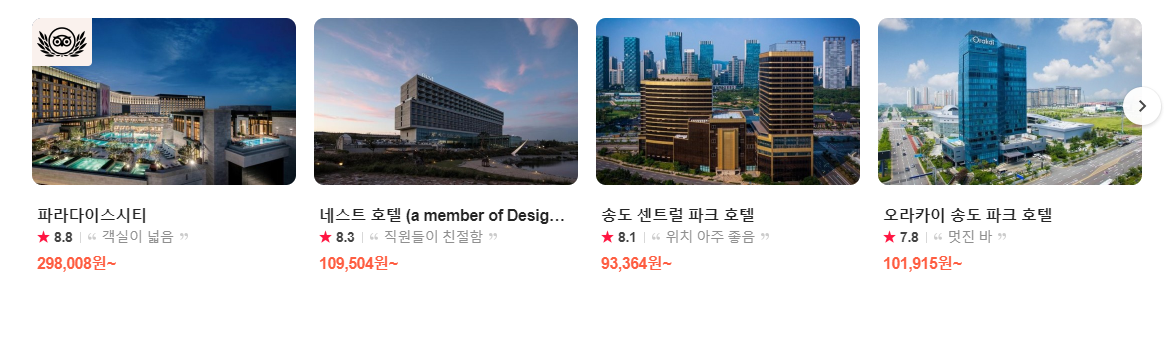 Orakai
파라다이스시티
8.8 “ 객실이 넓음 ”
298,008원~
네스트 호텔 (a member of Desig...
8.3 “ 직원들이 친절함 ”
109,504원~
송도 센트럴 파크 호텔
8.1 “ 위치 아주 좋음 ”
93,364원~
오라카이 송도 파크 호텔
7.8 “ 멋진 바 ”
101,915원~